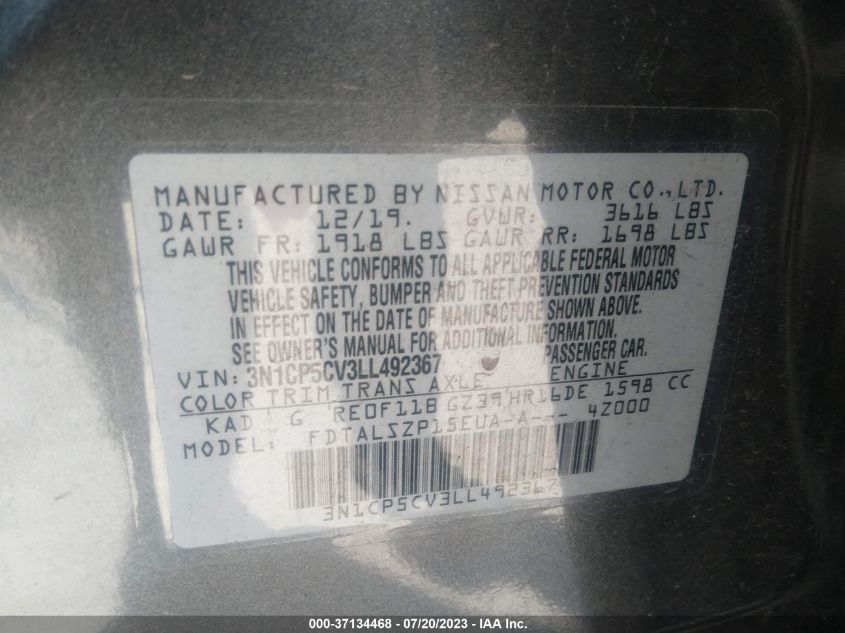 MANUFACTURED BY NISSAN MOTOR CO., LTD.
DATE: 12/19. GVWR: 3616 LBS
GAWR FR: 1918 LBS GAWR RR: 1698 LBS
THIS VEHICLE CONFORMS TO ALL APPLICABLE FEDERAL MOTOR
VEHICLE SAFETY, BUMPER AND THEFT PREVENTION STANDARDS
IN EFFECT ON THE DATE OF MANUFACTURE SHOWN ABOVE.
SEE OWNER'S MANUAL FOR ADDITIONAL INFORMATION.
VIN: 3N1CP5CV3LL492367 PASSENGER CAR.
COLOR TRIM TRANS AXLE ENGINE
KAD G RE0F11B GZ39 HR16DE 1598 CC
MODEL: FDTALSZP15EUA-A--- 4Z000
3N1CP5CV3LL492367
000-37134468 - 07/20/2023 - IAA Inc.